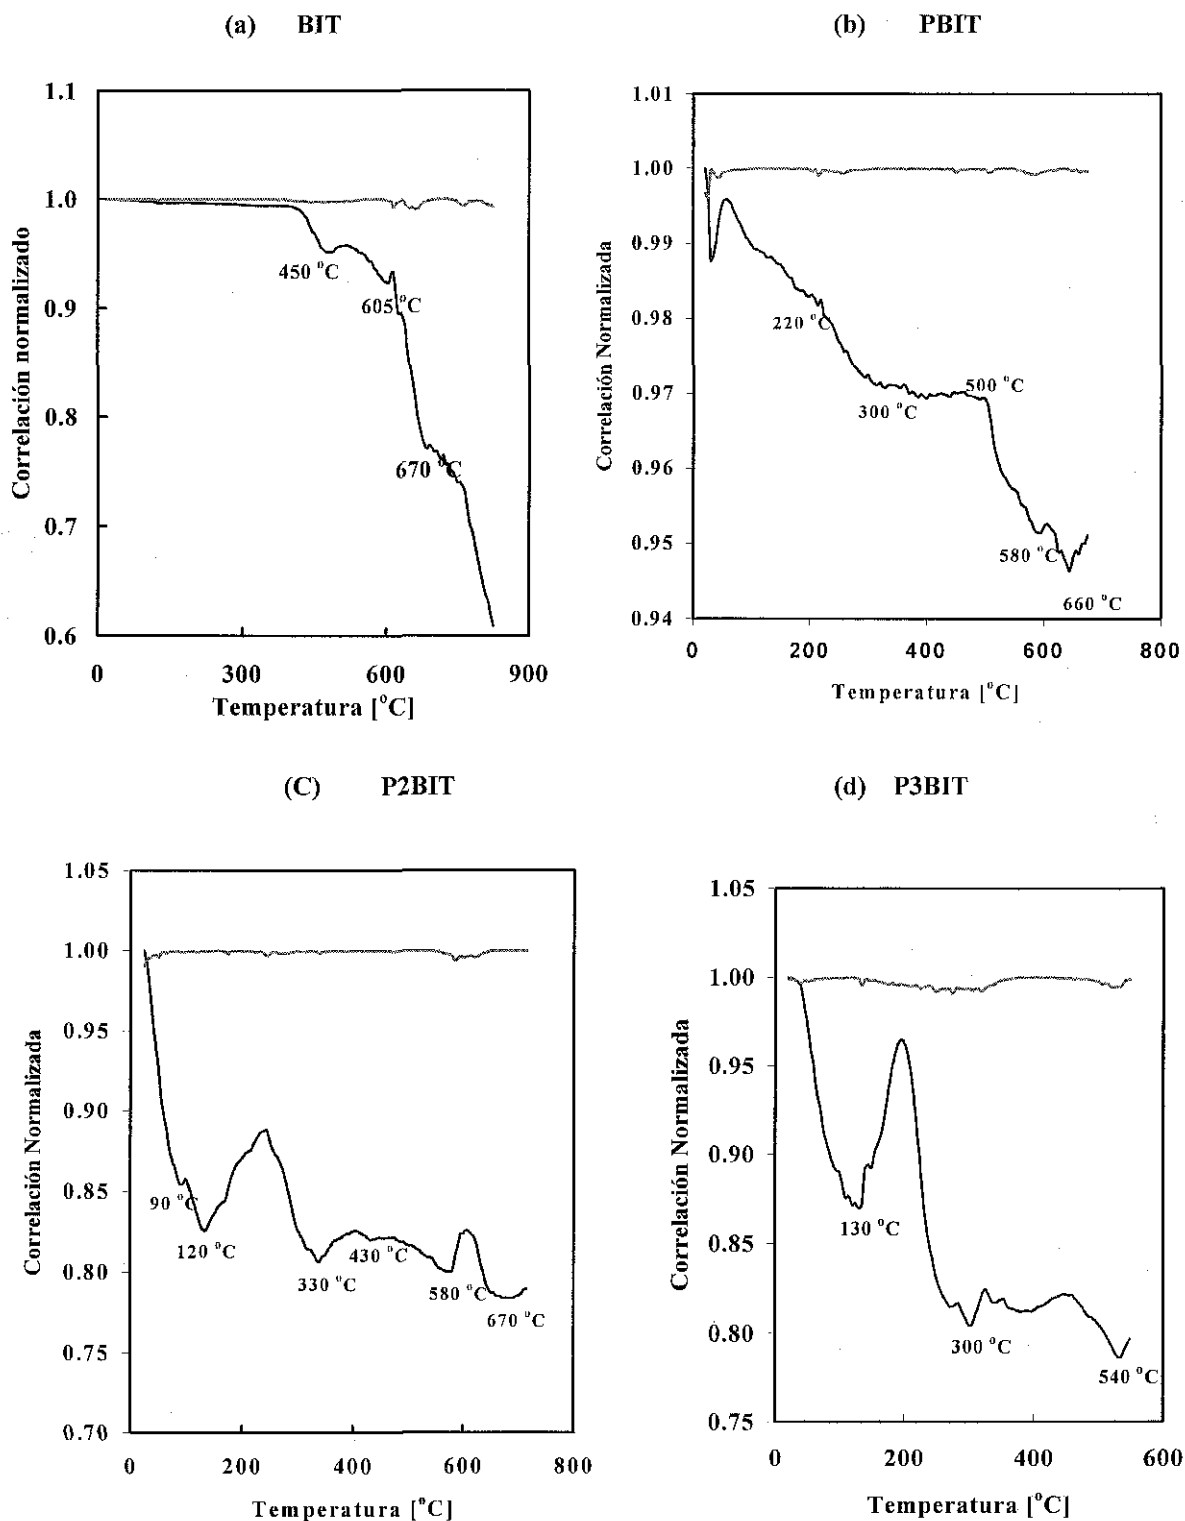 (a) BIT
1.1
1.0
0.9
0.8
0.7
0.6
Correlación normalizado
450 °C
605 °C
670 °C
0 300 600 900
Temperatura [°C]
(b) PBIT
1.01
1.00
0.99
0.98
0.97
0.96
0.95
0.94
Correlación Normalizada
220 °C
300 °C
500 °C
580 °C
660 °C
0 200 400 600 800
Temperatura [°C]
(C) P2BIT
1.05
1.00
0.95
0.90
0.85
0.80
0.75
0.70
Correlación Normalizada
90 °C
120 °C
330 °C
430 °C
580 °C
670 °C
0 200 400 600 800
Temperatura [°C]
(d) P3BIT
1.05
1.00
0.95
0.90
0.85
0.80
0.75
Correlación Normalizada
130 °C
300 °C
540 °C
0 200 400 600
Temperatura [°C]